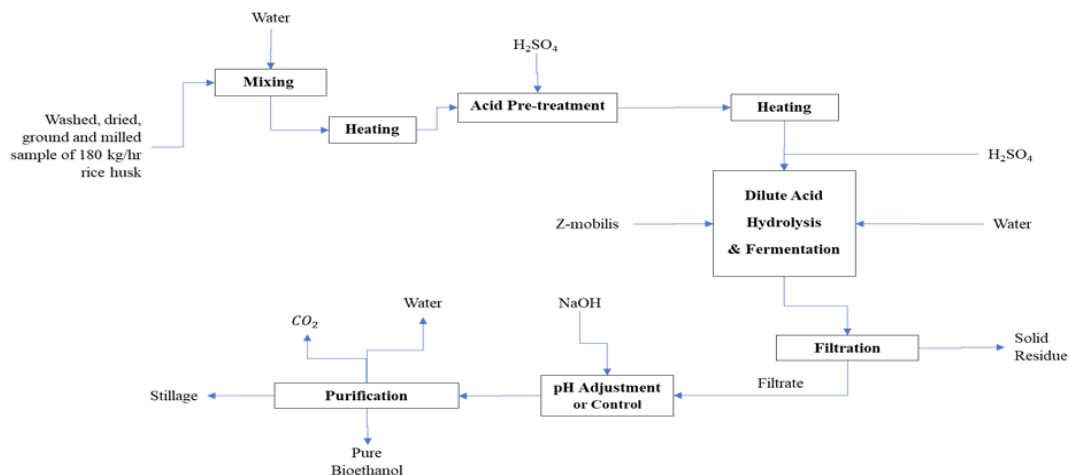 Water
H₂SO₄
Mixing
Acid Pre-treatment
Heating
Washed, dried,
ground and milled
sample of 180 kg/hr
rice husk
Heating
H₂SO₄
Dilute Acid
Hydrolysis
& Fermentation
Z-mobilis
Water
Water
NaOH
CO₂
Filtration
Solid
Residue
Filtrate
Stillage
Purification
pH Adjustment
or Control
Pure
Bioethanol